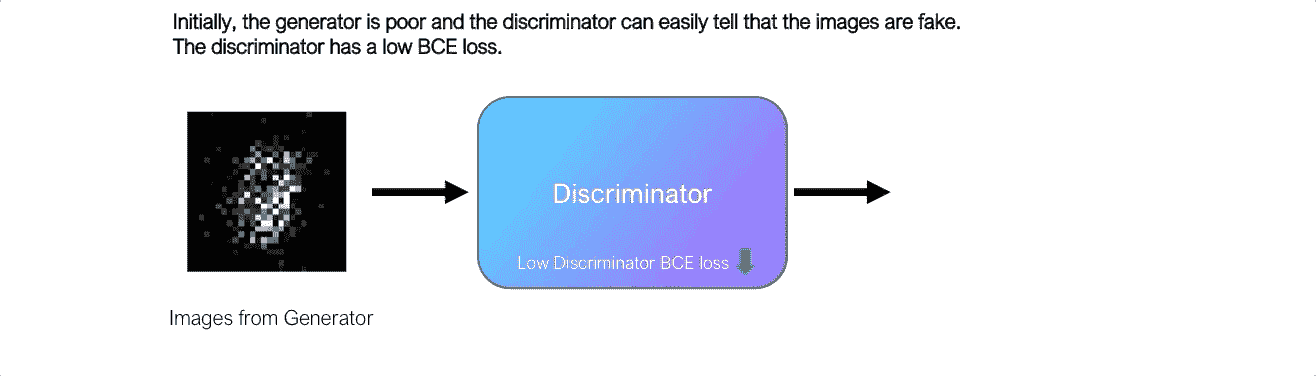 Initially, the generator is poor and the discriminator can easily tell that the images are fake.
The discriminator has a low BCE loss.
Discriminator
Low Discriminator BCE loss
Images from Generator